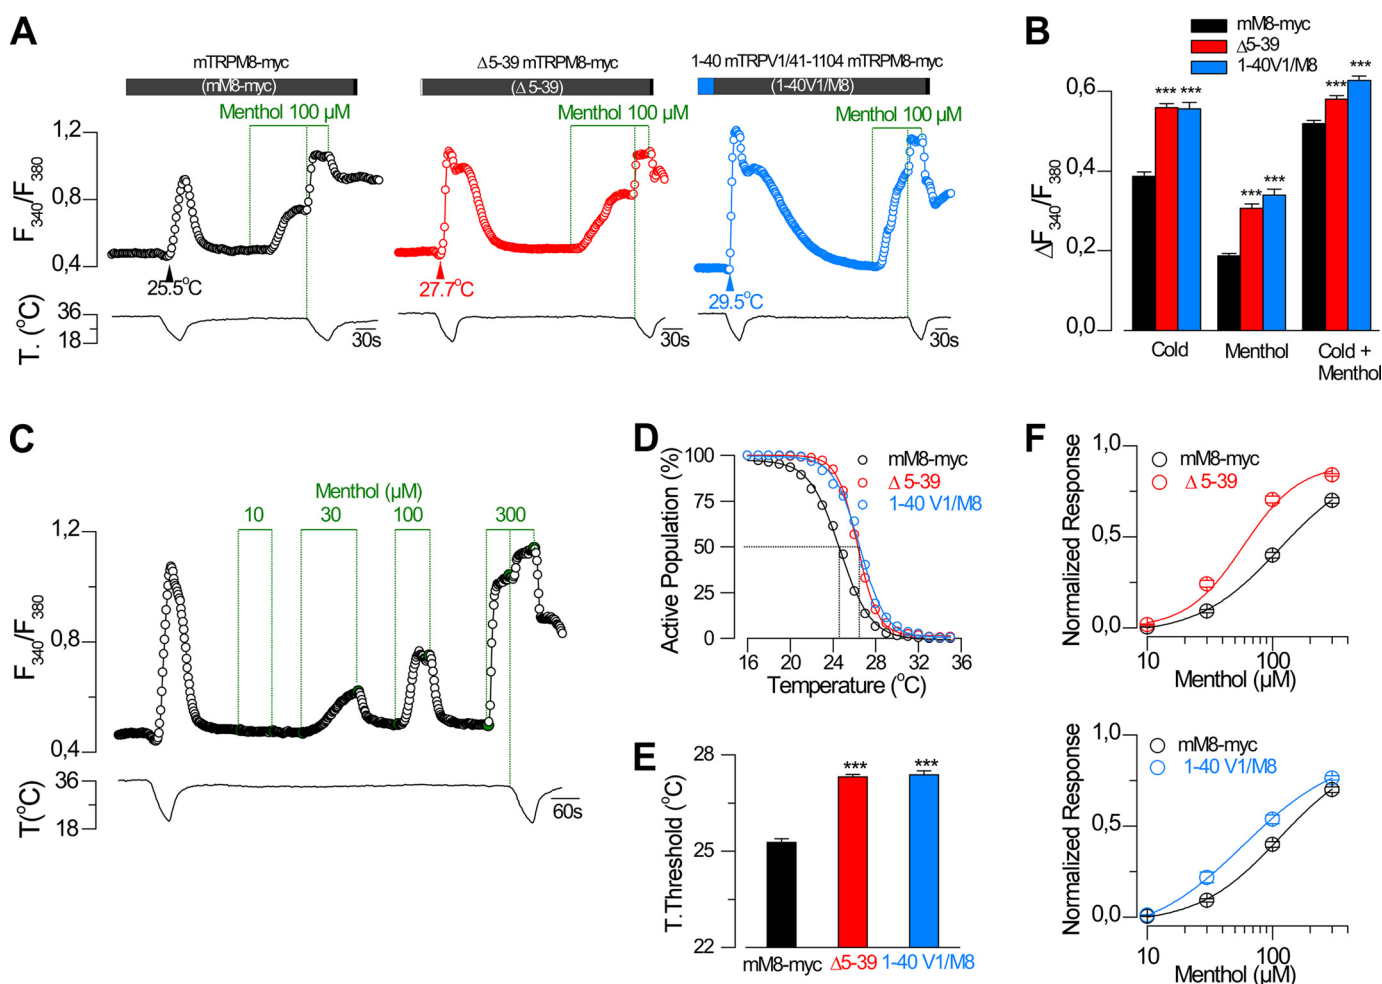 A
mTRPM8-myc
(mM8-myc)
Menthol 100 µM
Δ5-39 mTRPM8-myc
(Δ5-39)
Menthol 100 µM
1-40 mTRPV1/41-1104 mTRPM8-myc
(1-40V1/M8)
Menthol 100 µM
F340/F380
1,2
0,8
0,4
25.5°C
27.7°C
29.5°C
T. (°C)
36
18
30s
30s
30s
B
mM8-myc
Δ5-39
1-40V1/M8
ΔF340/F380
0,6
0,4
0,2
0,0
*** ***
*** ***
*** ***
Cold
Menthol
Cold +
Menthol
C
Menthol (µM)
10
30
100
300
F340/F380
1,2
0,8
0,4
T(°C)
36
18
60s
D
Active Population (%)
100
75
50
25
0
mM8-myc
Δ 5-39
1-40 V1/M8
16 20 24 28 32 36
Temperature (°C)
E
T.Threshold (°C)
28
25
22
***
***
mM8-myc Δ5-39 1-40 V1/M8
F
Normalized Response
1,0
0,5
0,0
mM8-myc
Δ 5-39
10 100
Menthol (µM)
Normalized Response
1,0
0,5
0,0
mM8-myc
1-40 V1/M8
10 100
Menthol (µM)